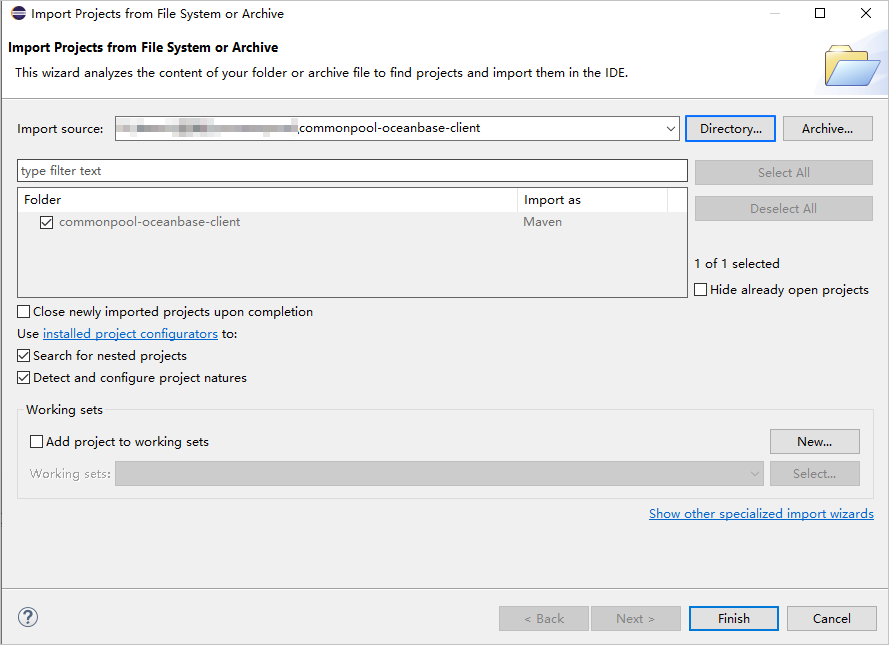 Import Projects from File System or Archive
Import Projects from File System or Archive
This wizard analyzes the content of your folder or archive file to find projects and import them in the IDE.
Import source: commonpool-oceanbase-client Directory... Archive...
type filter text Select All
Folder Import as
commonpool-oceanbase-client Maven
Deselect All
1 of 1 selected
Hide already open projects
Close newly imported projects upon completion
Use installed project configurators to:
Search for nested projects
Detect and configure project natures
Working sets
Add project to working sets New...
Working sets: Select...
Show other specialized import wizards
? < Back Next > Finish Cancel